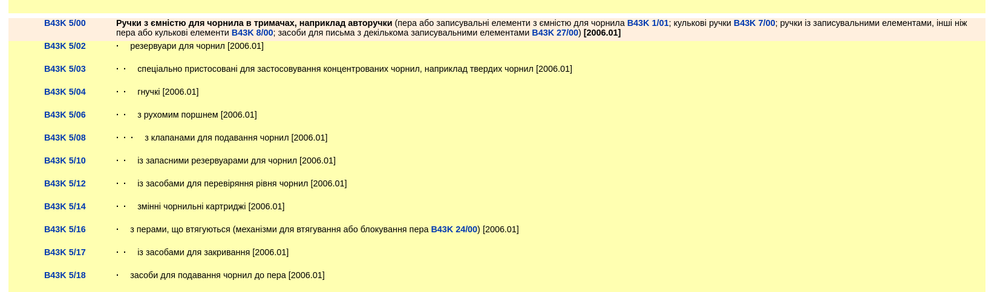 B43K 5/00 Ручки з ємністю для чорнила в тримачах, наприклад авторучки (пера або записувальні елементи з ємністю для чорнила B43K 1/01; кулькові ручки B43K 7/00; ручки із записувальними елементами, інші ніж
пера або кулькові елементи B43K 8/00; засоби для письма з декількома записувальними елементами B43K 27/00) [2006.01]
B43K 5/02 · резервуари для чорнил [2006.01]
B43K 5/03 · · спеціально пристосовані для застосовування концентрованих чорнил, наприклад твердих чорнил [2006.01]
B43K 5/04 · · гнучкі [2006.01]
B43K 5/06 · · з рухомим поршнем [2006.01]
B43K 5/08 · · · з клапанами для подавання чорнил [2006.01]
B43K 5/10 · · із запасними резервуарами для чорнил [2006.01]
B43K 5/12 · · із засобами для перевіряння рівня чорнил [2006.01]
B43K 5/14 · · змінні чорнильні картриджі [2006.01]
B43K 5/16 · з перами, що втягуються (механізми для втягування або блокування пера B43K 24/00) [2006.01]
B43K 5/17 · · із засобами для закривання [2006.01]
B43K 5/18 · засоби для подавання чорнил до пера [2006.01]